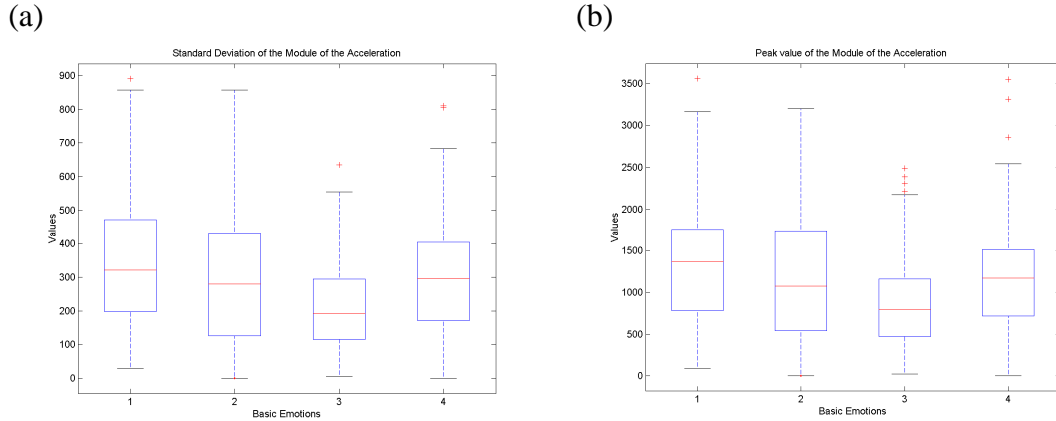 (a)
Standard Deviation of the Module of the Acceleration
900
800
700
600
500
400
300
200
100
0
Values
1 2 3 4
Basic Emotions
(b)
Peak value of the Module of the Acceleration
3500
3000
2500
2000
1500
1000
500
0
Values
1 2 3 4
Basic Emotions